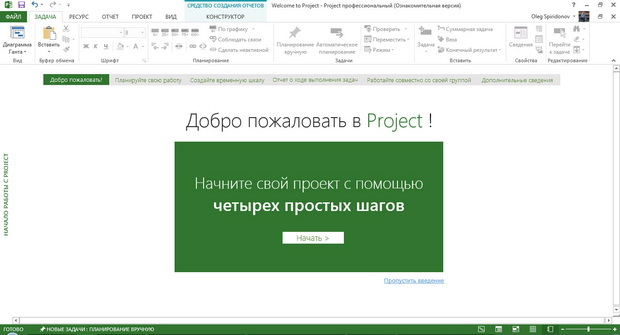 СРЕДСТВО СОЗДАНИЯ ОТЧЕТОВ
Welcome to Project - Project профессиональный (Ознакомительная версия)
ФАЙЛ ЗАДАЧА РЕСУРС ОТЧЕТ ПРОЕКТ ВИД КОНСТРУКТОР
Oleg Spiridonov
Диаграмма Ганта
Вставить
Ж К Ч
По графику
Соблюдать связи
Сделать неактивной
Планирование вручную
Автоматическое планирование
Проверить
Переместить
Режим
Задача
Суммарная задача
Веха
Конечный результат
Сведения
Перейти к задаче
Вид Буфер обмена Шрифт Планирование Задачи Вставить Свойства Редактирование
Добро пожаловать! Планируйте свою работу Создайте временную шкалу Отчет о ходе выполнения задач Работайте совместно со своей группой Дополнительные сведения
Добро пожаловать в Project !
Начните свой проект с помощью
четырех простых шагов
Начать >
Пропустить введение
НАЧАЛО РАБОТЫ С PROJECT
ГОТОВО НОВЫЕ ЗАДАЧИ : ПЛАНИРОВАНИЕ ВРУЧНУЮ